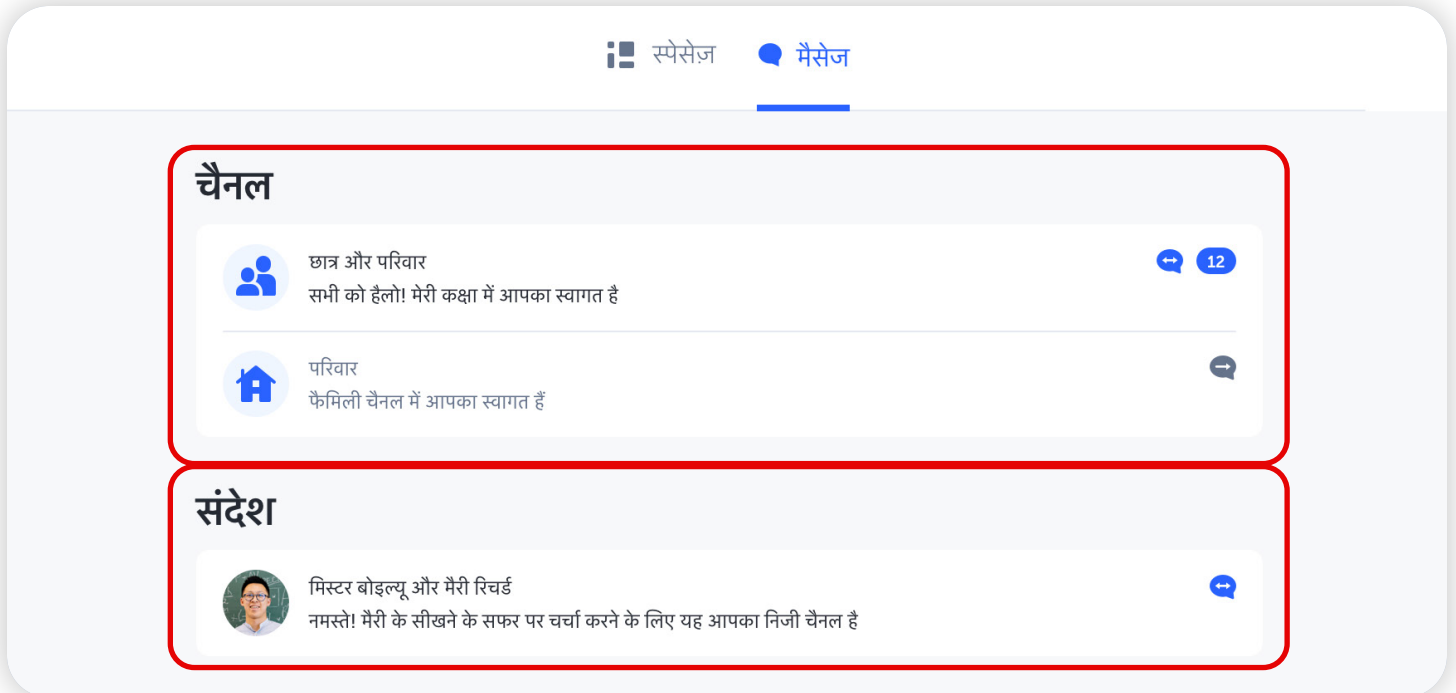 स्पेसेज़ मैसेज
चैनल
छात्र और परिवार
12
सभी को हैलो! मेरी कक्षा में आपका स्वागत है
परिवार
फैमिली चैनल में आपका स्वागत हैं
संदेश
मिस्टर बोइल्यू और मैरी रिचर्ड
नमस्ते! मैरी के सीखने के सफर पर चर्चा करने के लिए यह आपका निजी चैनल है